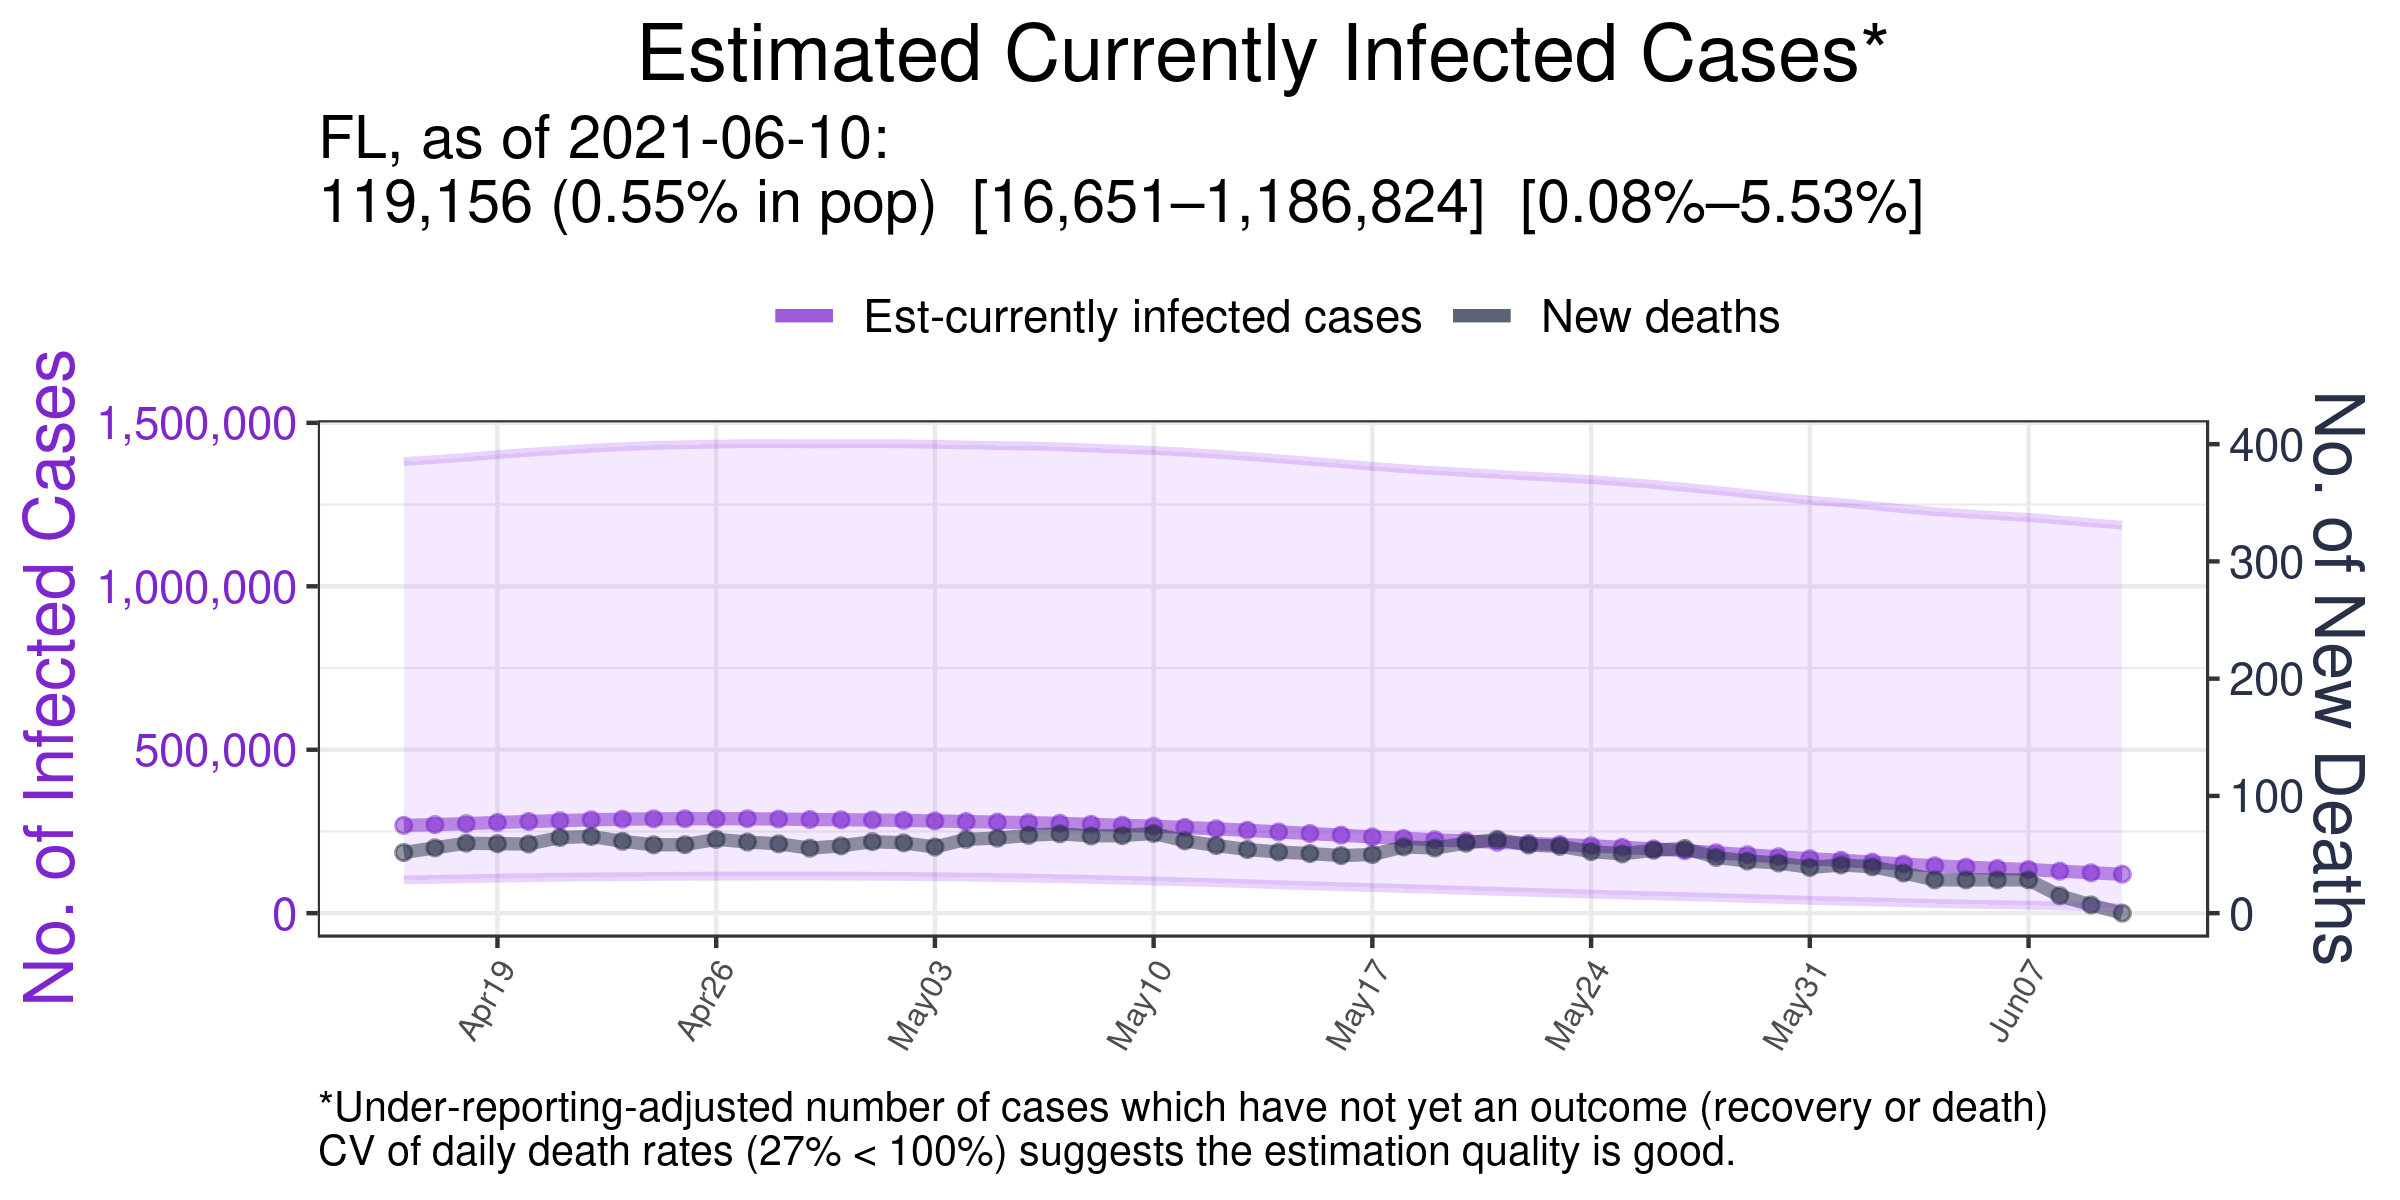 Estimated Currently Infected Cases*
FL, as of 2021-06-10:
119,156 (0.55% in pop)  [16,651–1,186,824]  [0.08%–5.53%]
Est-currently infected cases
New deaths
No. of Infected Cases
1,500,000
1,000,000
500,000
0
400
300
200
100
0
No. of New Deaths
Apr19
Apr26
May03
May10
May17
May24
May31
Jun07
*Under-reporting-adjusted number of cases which have not yet an outcome (recovery or death)
CV of daily death rates (27% < 100%) suggests the estimation quality is good.